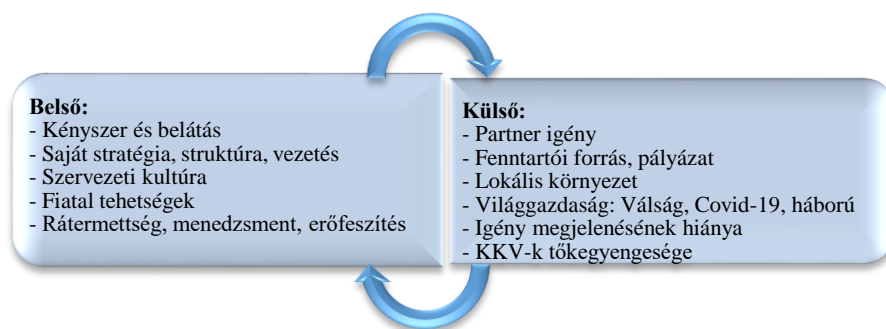 Belső:
- Kényszer és belátás
- Saját stratégia, struktúra, vezetés
- Szervezeti kultúra
- Fiatal tehetségek
- Rátermettség, menedzsment, erőfeszítés
Külső:
- Partner igény
- Fenntartói forrás, pályázat
- Lokális környezet
- Világgazdaság: Válság, Covid-19, háború
- Igény megjelenésének hiánya
- KKV-k tőkegyengesége